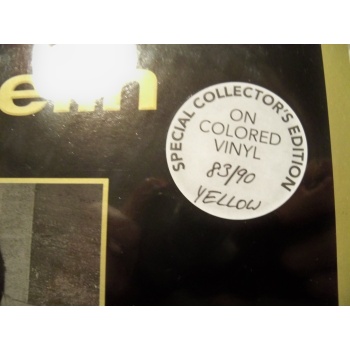 SPECIAL COLLECTOR'S EDITION
ON
COLORED
VINYL
83/90
YELLOW